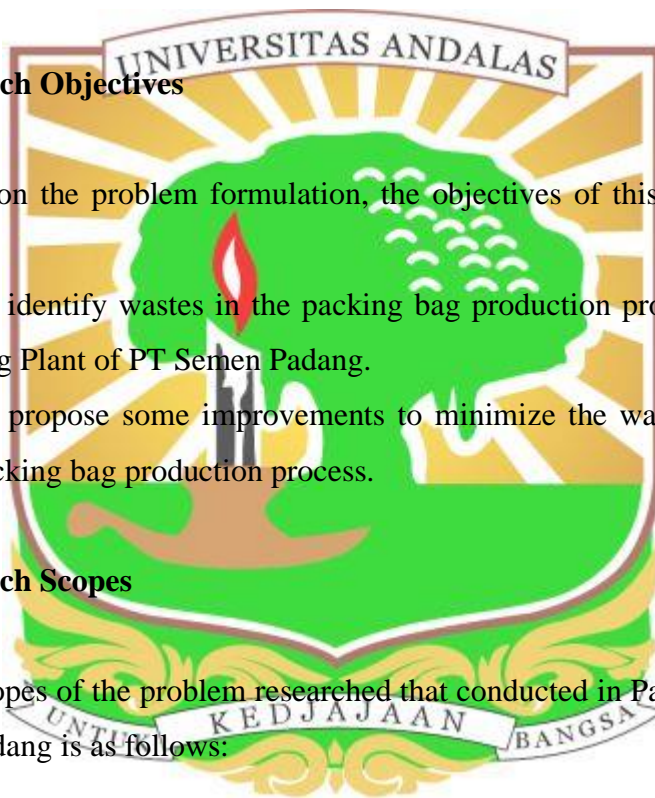 UNIVERSITAS ANDALAS
ch Objectives
on the problem formulation, the objectives of this
identify wastes in the packing bag production pro
g Plant of PT Semen Padang.
propose some improvements to minimize the wa
cking bag production process.
ch Scopes
opes of the problem researched that conducted in Pa
UNTUK KEDJAJAAN BANGSA
dang is as follows: